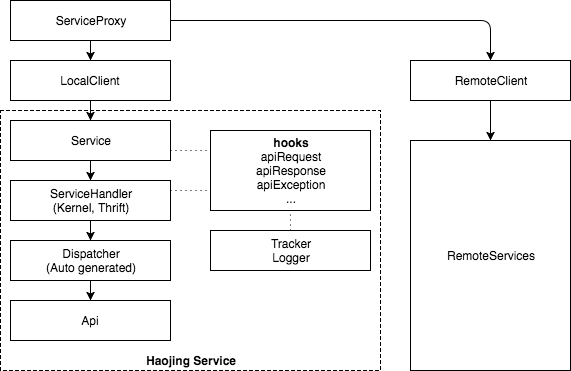 ServiceProxy
LocalClient
RemoteClient
Service
hooks
apiRequest
apiResponse
apiException
...
ServiceHandler
(Kernel, Thrift)
Dispatcher
(Auto generated)
Tracker
Logger
RemoteServices
Api
Haojing Service